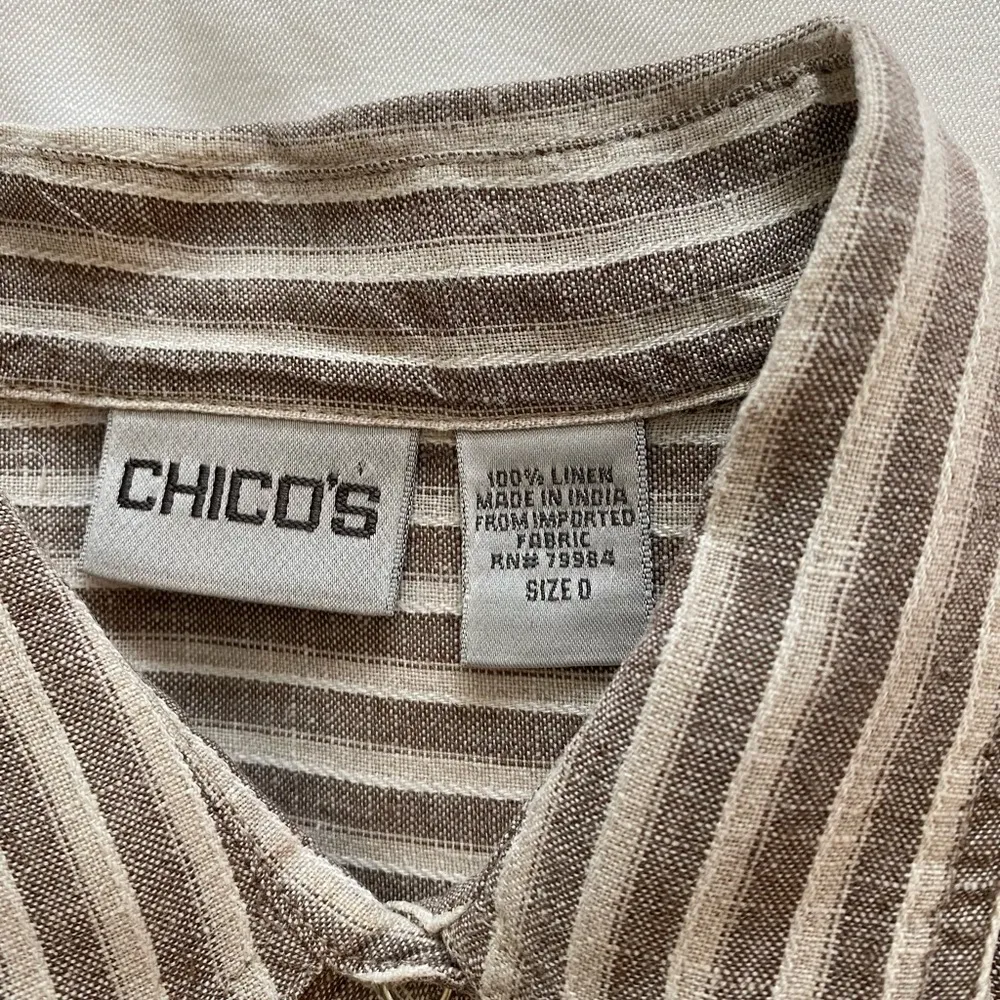 CHICO'S
100% LINEN
MADE IN INDIA
FROM IMPORTED
FABRIC
RN# 79984
SIZE 0